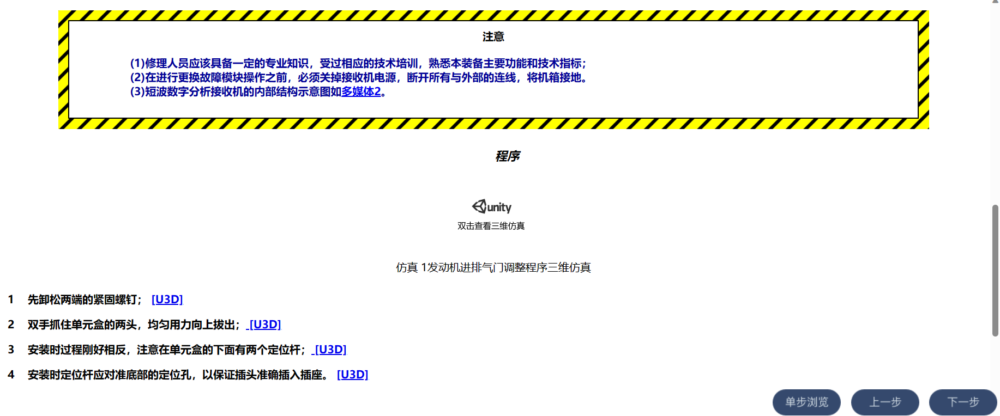 注意
(1)修理人员应该具备一定的专业知识，受过相应的技术培训，熟悉本装备主要功能和技术指标；
(2)在进行更换故障模块操作之前，必须关掉接收机电源，断开所有与外部的连线，将机箱接地。
(3)短波数字分析接收机的内部结构示意图如多媒体2。
程序
unity
双击查看三维仿真
仿真 1发动机进排气门调整程序三维仿真
1 先卸松两端的紧固螺钉； [U3D]
2 双手抓住单元盒的两头，均匀用力向上拔出； [U3D]
3 安装时过程刚好相反，注意在单元盒的下面有两个定位杆； [U3D]
4 安装时定位杆应对准底部的定位孔，以保证插头准确插入插座。 [U3D]
单步浏览 上一步 下一步